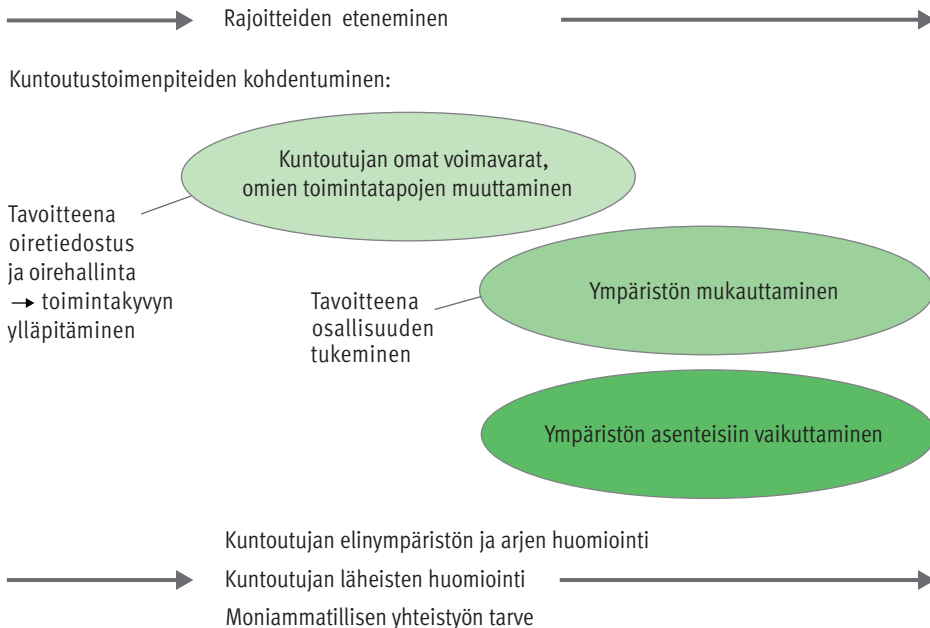 Rajoitteiden eteneminen
Kuntoutustoimenpiteiden kohdentuminen:
Kuntoutujan omat voimavarat,
omien toimintatapojen muuttaminen
Tavoitteena
oiretiedostus
ja oirehallinta
→ toimintakyvyn
ylläpitäminen
Ympäristön mukauttaminen
Tavoitteena
osallisuuden
tukeminen
Ympäristön asenteisiin vaikuttaminen
Kuntoutujan elinympäristön ja arjen huomiointi
Kuntoutujan läheisten huomiointi
Moniammatillisen yhteistyön tarve